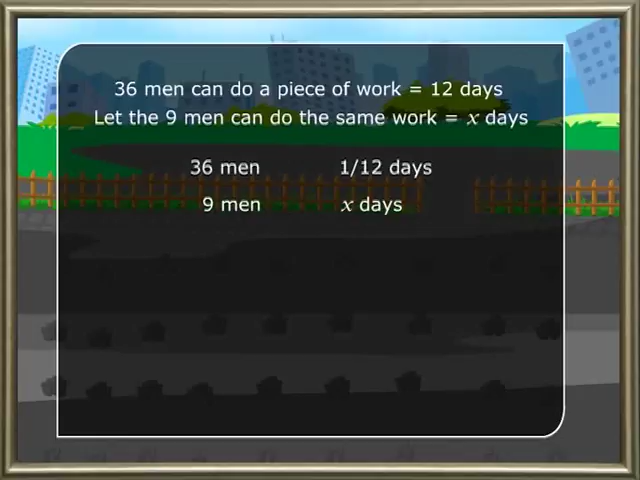 36 men can do a piece of work = 12 days
Let the 9 men can do the same work = x days
36 men 1/12 days
9 men x days